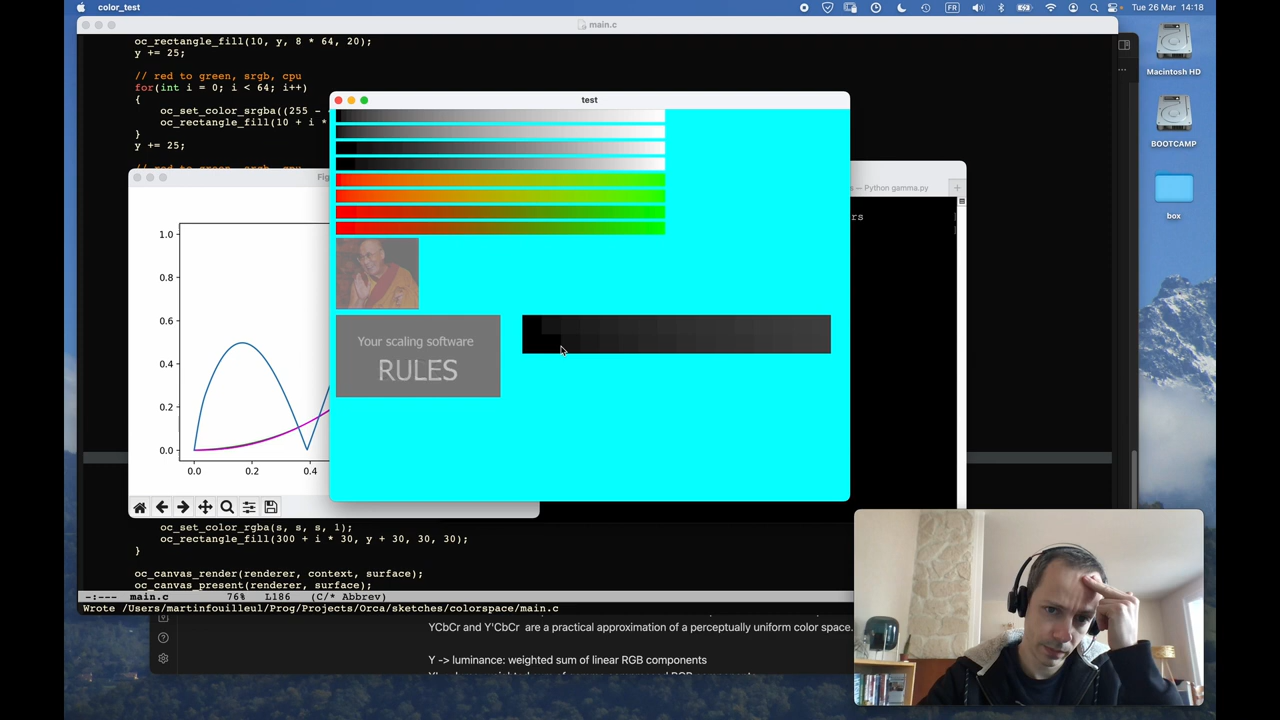 color_test
FR
Tue 26 Mar 14:18
main.c
oc_rectangle_fill(10, y, 8 * 64, 20);
y += 25;
// red to green, srgb, cpu
for(int i = 0; i < 64; i++)
{
oc_set_color_srgba((255 -
oc_rectangle_fill(10 + i *
}
y += 25;
Macintosh HD
BOOTCAMP
box
test
Fig
— Python gamma.py
rs
1.0
0.8
0.6
0.4
0.2
0.0
0.0
0.2
0.4
Your scaling software
RULES
oc_set_color_rgba(s, s, s, 1);
oc_rectangle_fill(300 + i * 30, y + 30, 30, 30);
}
oc_canvas_render(renderer, context, surface);
oc_canvas_present(renderer, surface);
-:--- main.c 76% L186 (C/* Abbrev)
Wrote /Users/martinfouilleul/Prog/Projects/Orca/sketches/colorspace/main.c
YCbCr and Y'CbCr are a practical approximation of a perceptually uniform color space.
Y -> luminance: weighted sum of linear RGB components